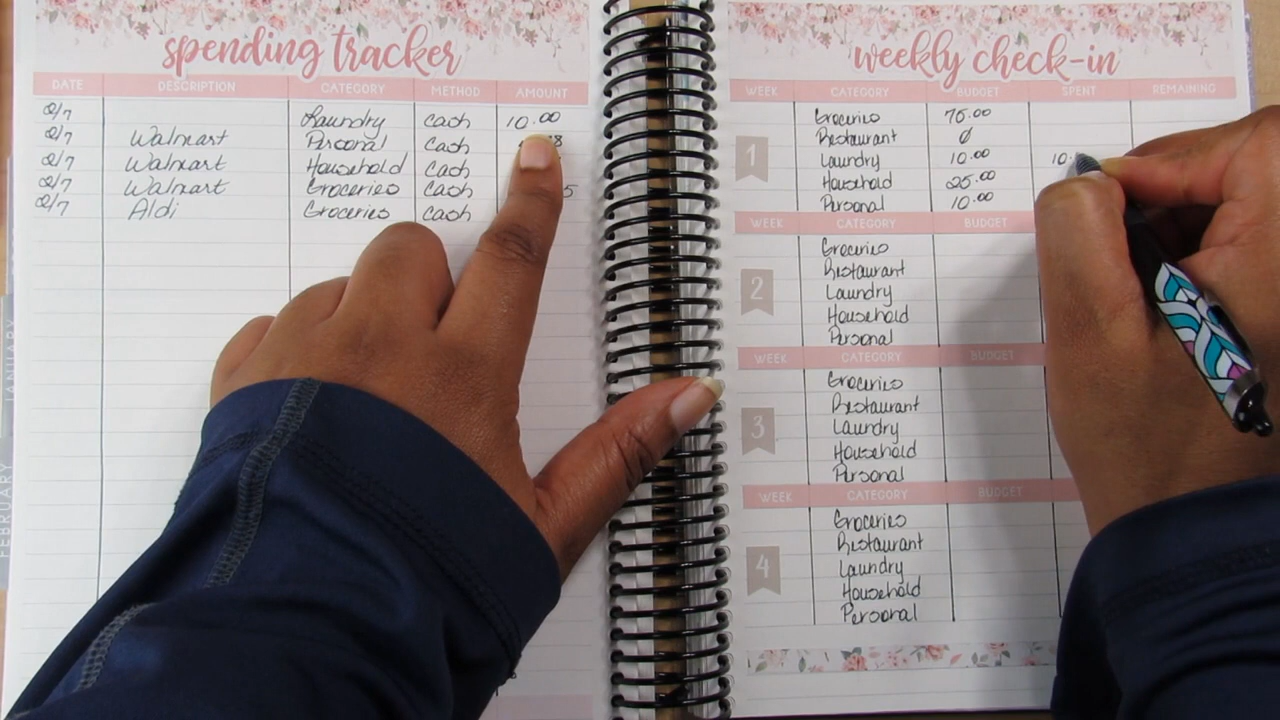 spending tracker
DATE DESCRIPTION CATEGORY METHOD AMOUNT
2/7 Laundry cash 10.00
2/7 Walmart Personal cash
2/7 Walmart Household cash
2/7 Walmart Groceries cash
2/7 Aldi Groceries cash
JANUARY
FEBRUARY
weekly check-in
WEEK CATEGORY BUDGET SPENT REMAINING
1
Groceries 75.00
Restaurant 0
Laundry 10.00 10.
Household 25.00
Personal 10.00
WEEK CATEGORY BUDGET
2
Groceries
Restaurant
Laundry
Household
Personal
WEEK CATEGORY BUDGET
3
Groceries
Restaurant
Laundry
Household
Personal
WEEK CATEGORY BUDGET
4
Groceries
Restaurant
Laundry
Household
Personal